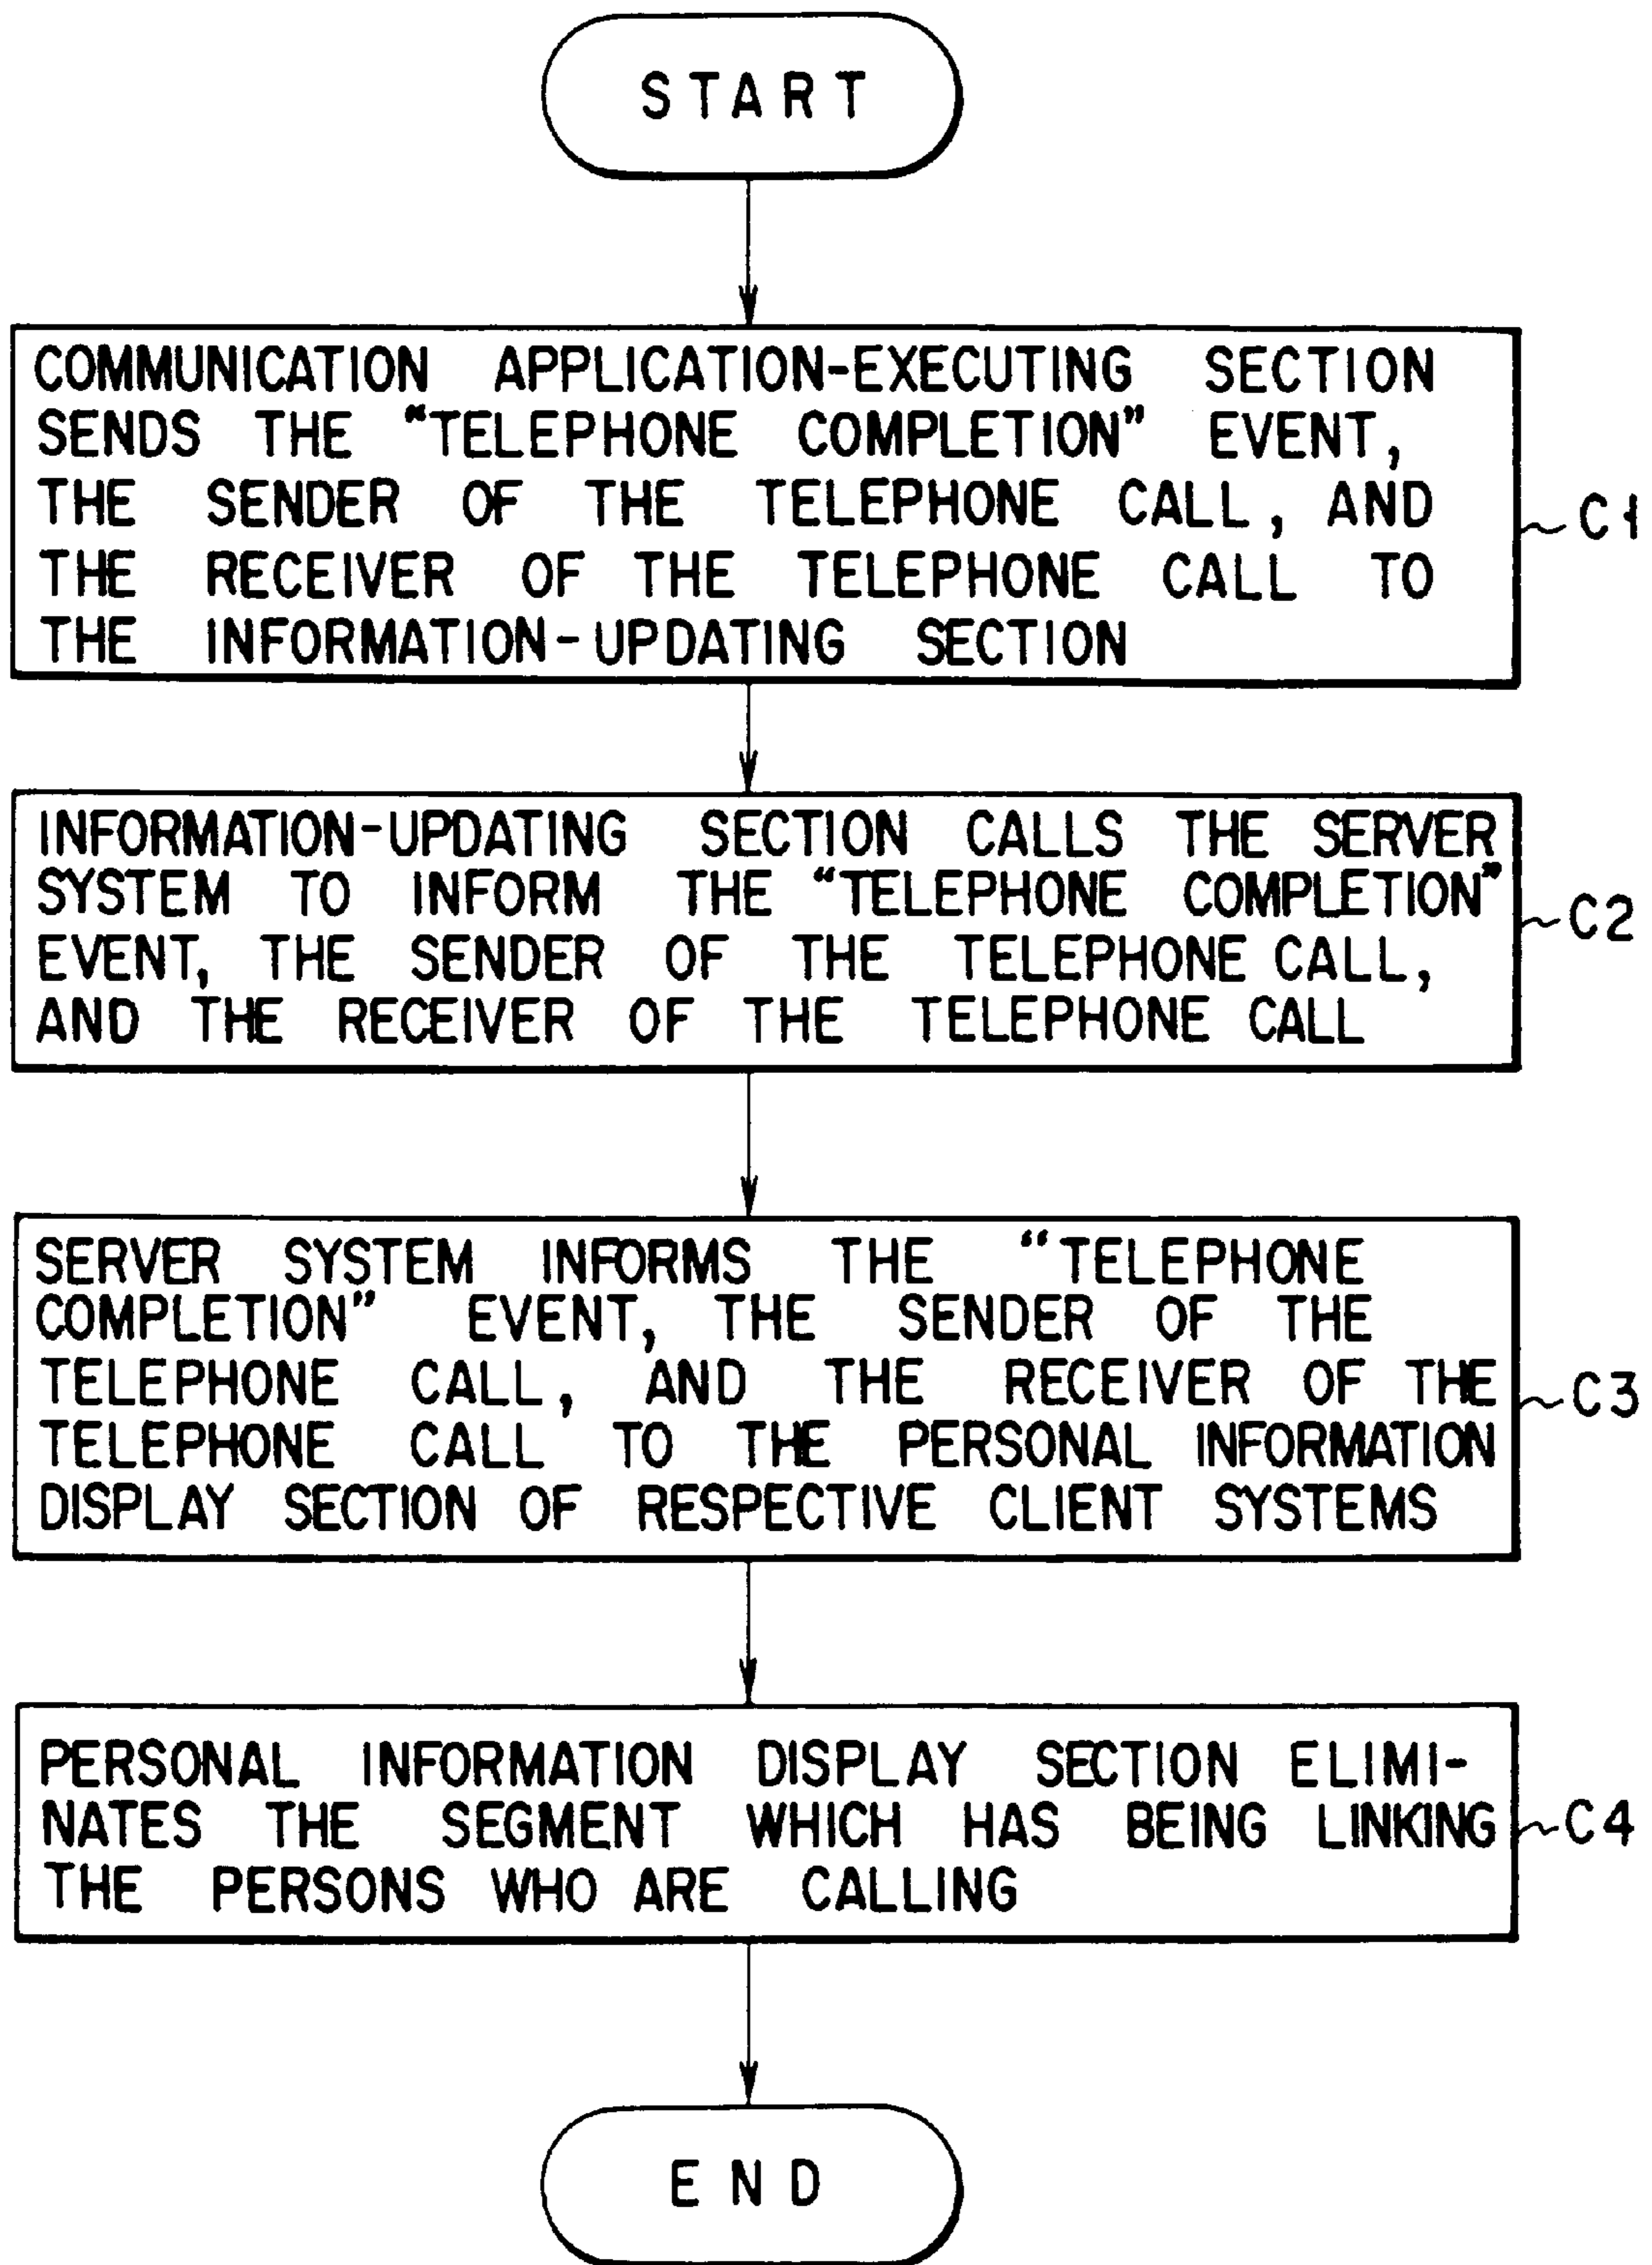 START
COMMUNICATION APPLICATION-EXECUTING SECTION
SENDS THE “TELEPHONE COMPLETION” EVENT,
THE SENDER OF THE TELEPHONE CALL, AND
THE RECEIVER OF THE TELEPHONE CALL TO
THE INFORMATION-UPDATING SECTION
C1
INFORMATION-UPDATING SECTION CALLS THE SERVER
SYSTEM TO INFORM THE “TELEPHONE COMPLETION”
EVENT, THE SENDER OF THE TELEPHONE CALL,
AND THE RECEIVER OF THE TELEPHONE CALL
C2
SERVER SYSTEM INFORMS THE “TELEPHONE
COMPLETION” EVENT, THE SENDER OF THE
TELEPHONE CALL, AND THE RECEIVER OF THE
TELEPHONE CALL TO THE PERSONAL INFORMATION
DISPLAY SECTION OF RESPECTIVE CLIENT SYSTEMS
C3
PERSONAL INFORMATION DISPLAY SECTION ELIMI-
NATES THE SEGMENT WHICH HAS BEING LINKING
THE PERSONS WHO ARE CALLING
C4
END